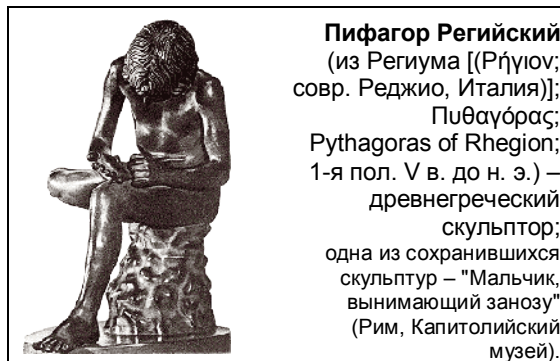 Пифагор Регийский
(из Региума [(Ρήγιον;
совр. Реджио, Италия)];
Πυθαγόρας;
Pythagoras of Rhegion;
1-я пол. V в. до н. э.) –
древнегреческий
скульптор;
одна из сохранившихся
скульптур – "Мальчик,
вынимающий занозу"
(Рим, Капитолийский
музей).